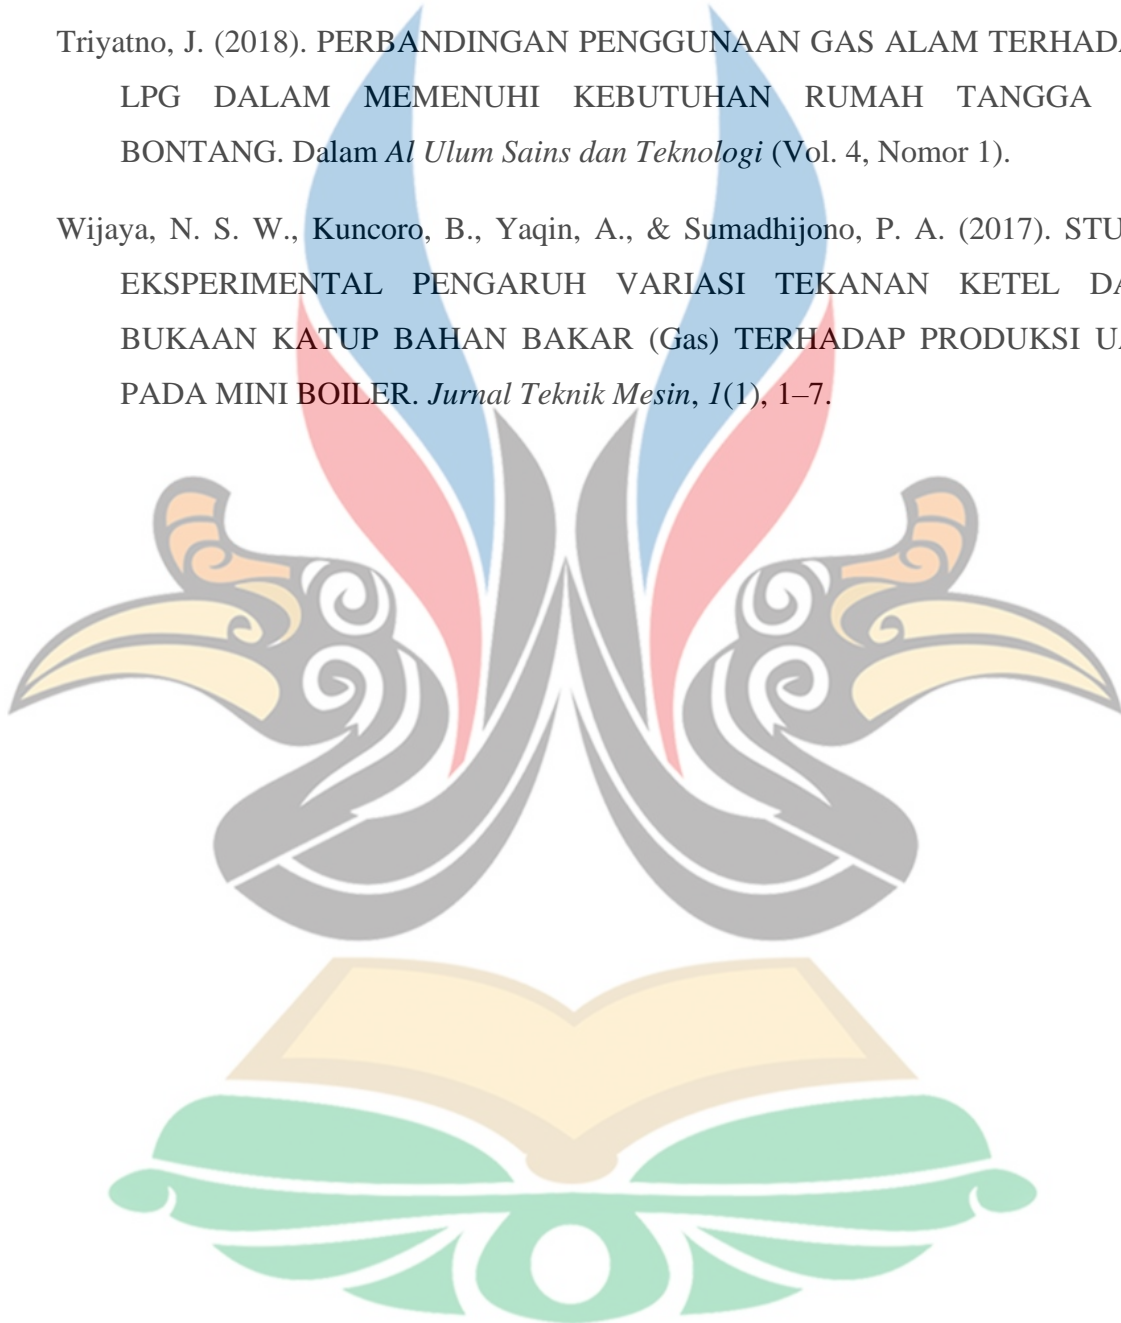 Triyatno, J. (2018). PERBANDINGAN PENGGUNAAN GAS ALAM TERHADA
LPG DALAM MEMENUHI KEBUTUHAN RUMAH TANGGA
BONTANG. Dalam Al Ulum Sains dan Teknologi (Vol. 4, Nomor 1).
Wijaya, N. S. W., Kuncoro, B., Yaqin, A., & Sumadhijono, P. A. (2017). STU
EKSPERIMENTAL PENGARUH VARIASI TEKANAN KETEL DA
BUKAAN KATUP BAHAN BAKAR (Gas) TERHADAP PRODUKSI UA
PADA MINI BOILER. Jurnal Teknik Mesin, 1(1), 1–7.